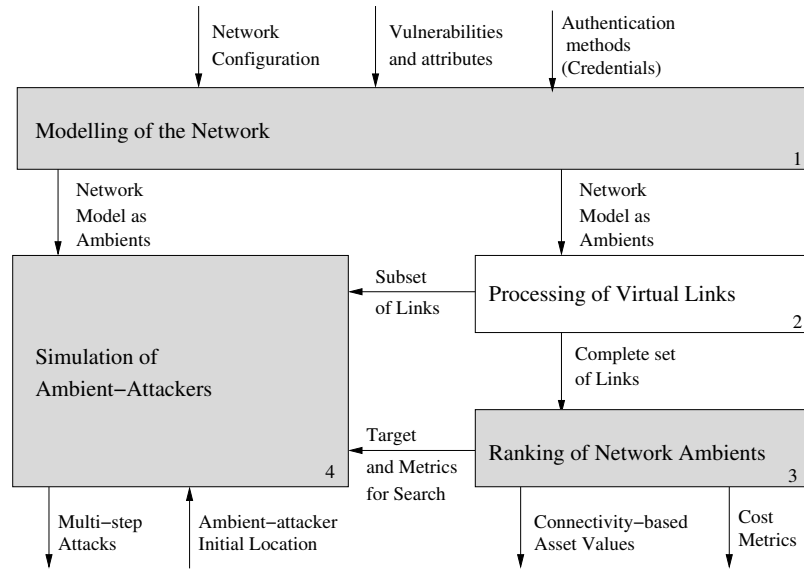 Network
Configuration
Vulnerabilities
and attributes
Authentication
methods
(Credentials)
Modelling of the Network
1
Network
Model as
Ambients
Network
Model as
Ambients
Subset
of Links
Processing of Virtual Links
2
Simulation of
Ambient−Attackers
4
Complete set
of Links
Target
and Metrics
for Search
Ranking of Network Ambients
3
Multi−step
Attacks
Ambient−attacker
Initial Location
Connectivity−based
Asset Values
Cost
Metrics